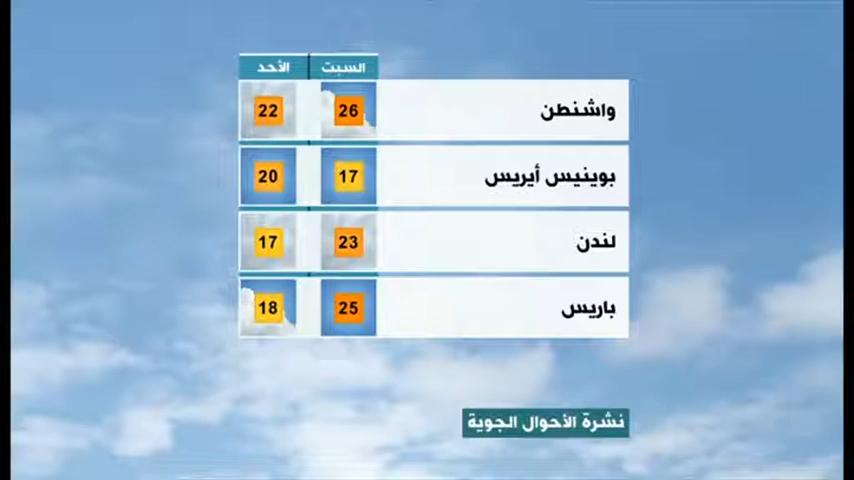 السبت الأحد
واشنطن 26 22
بوينيس أيريس 17 20
لندن 23 17
باريس 25 18
نشرة الأحوال الجوية